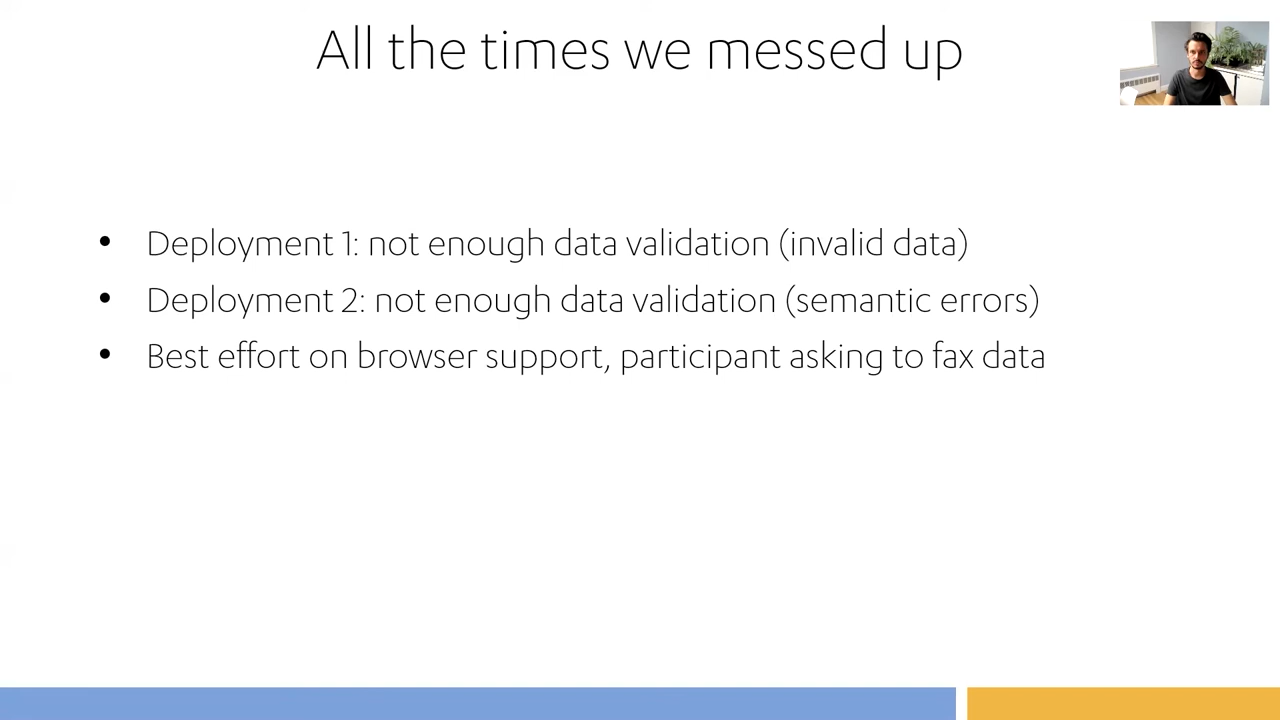 All the times we messed up
• Deployment 1: not enough data validation (invalid data)
• Deployment 2: not enough data validation (semantic errors)
• Best effort on browser support, participant asking to fax data